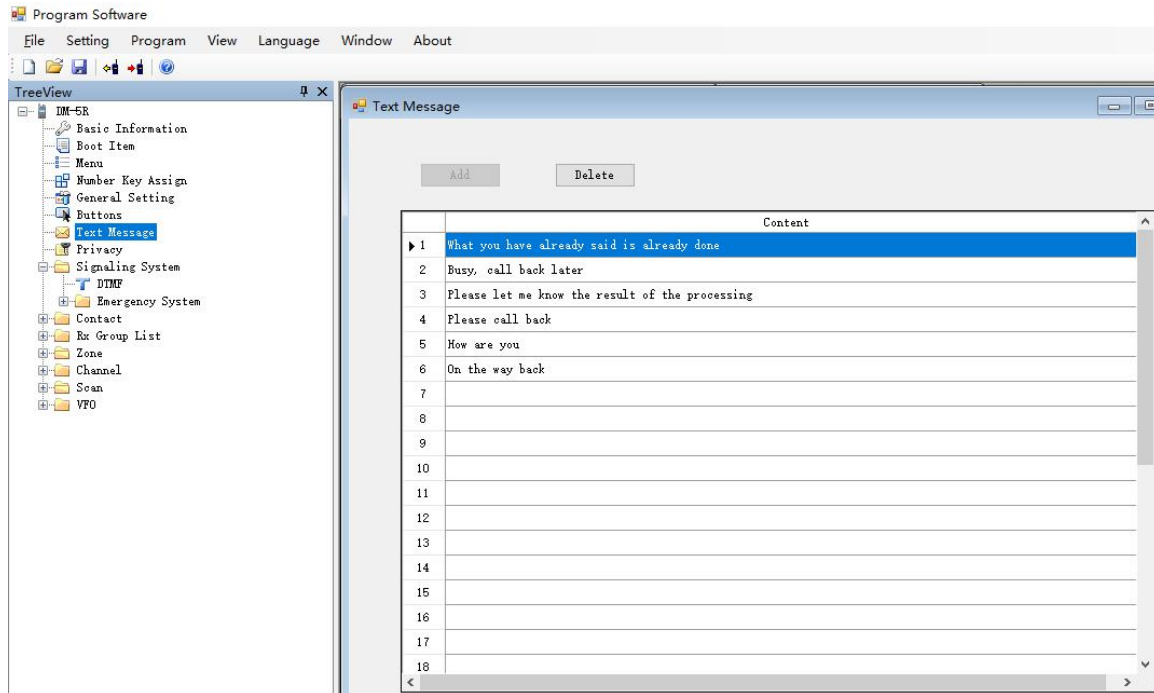 Program Software
File Setting Program View Language Window About
TreeView
DM-5R
Basic Information
Boot Item
Menu
Number Key Assign
General Setting
Buttons
Text Message
Privacy
Signaling System
DTMF
Emergency System
Contact
Rx Group List
Zone
Channel
Scan
VFO
Text Message
Add Delete
Content
1 What you have already said is already done
2 Busy, call back later
3 Please let me know the result of the processing
4 Please call back
5 How are you
6 On the way back
7
8
9
10
11
12
13
14
15
16
17
18